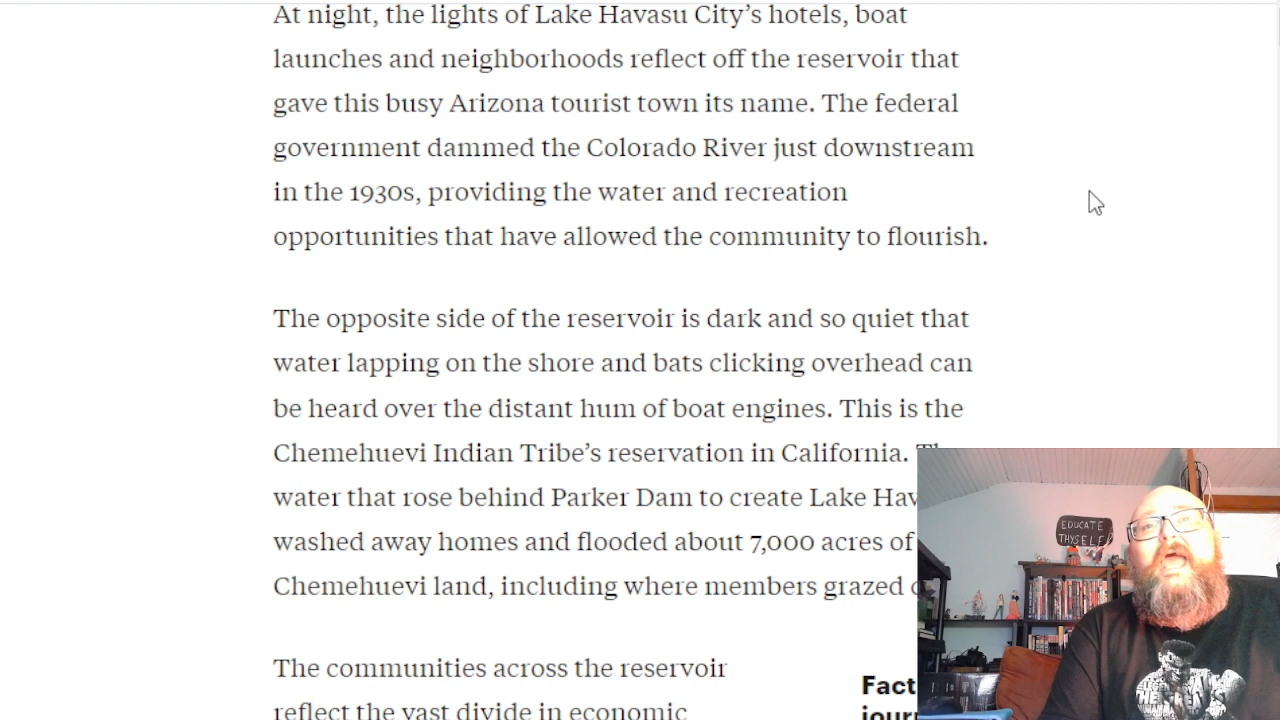 At night, the lights of Lake Havasu City’s hotels, boat
launches and neighborhoods reflect off the reservoir that
gave this busy Arizona tourist town its name. The federal
government dammed the Colorado River just downstream
in the 1930s, providing the water and recreation
opportunities that have allowed the community to flourish.
The opposite side of the reservoir is dark and so quiet that
water lapping on the shore and bats clicking overhead can
be heard over the distant hum of boat engines. This is the
Chemehuevi Indian Tribe’s reservation in California.
water that rose behind Parker Dam to create Lake
washed away homes and flooded about 7,000 acres of
Chemehuevi land, including where members grazed
The communities across the reservoir
reflect the vast divide in economic
Fact
EDUCATE
THYSELF